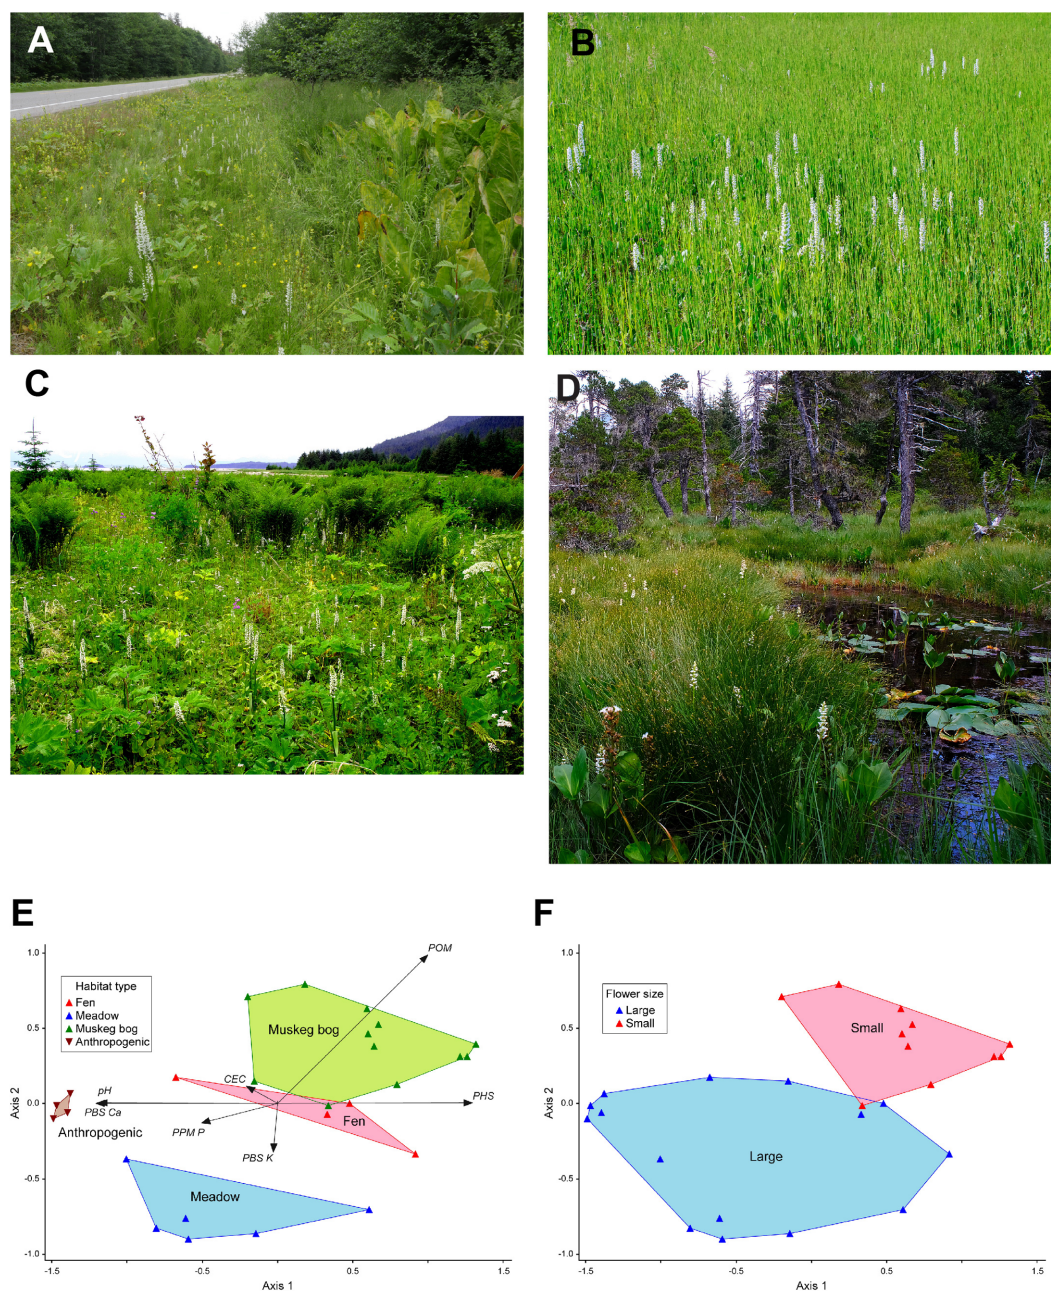 A
B
C
D
E
F
1.0
0.5
0.0
-0.5
-1.0
Axis 2
-1.5
-0.5
0.5
1.5
Axis 1
Habitat type
Fen
Meadow
Muskeg bog
Anthropogenic
POM
Muskeg bog
CEC
pH
PBS Ca
PHS
PPM P
Fen
Anthropogenic
PBS K
Meadow
1.0
0.5
0.0
-0.5
-1.0
Axis 2
-1.5
-0.5
0.5
1.5
Axis 1
Flower size
Large
Small
Small
Large